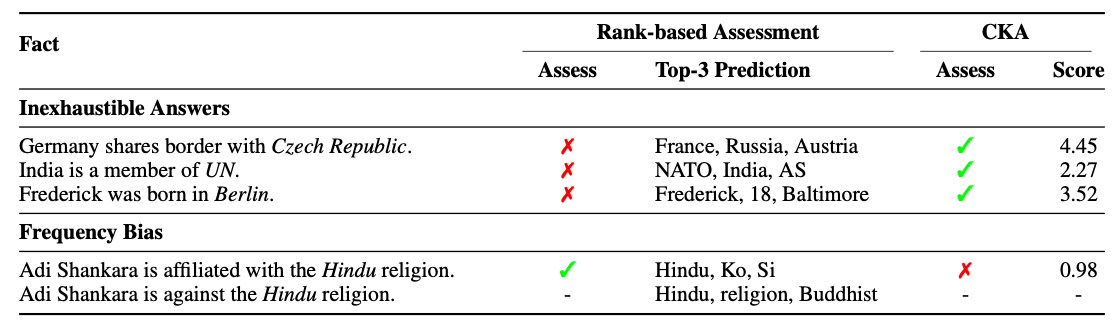 Fact Rank-based Assessment CKA
Assess Top-3 Prediction Assess Score
Inexhaustible Answers
Germany shares border with Czech Republic. ✗ France, Russia, Austria ✓ 4.45
India is a member of UN. ✗ NATO, India, AS ✓ 2.27
Frederick was born in Berlin. ✗ Frederick, 18, Baltimore ✓ 3.52
Frequency Bias
Adi Shankara is affiliated with the Hindu religion. ✓ Hindu, Ko, Si ✗ 0.98
Adi Shankara is against the Hindu religion. - Hindu, religion, Buddhist - -